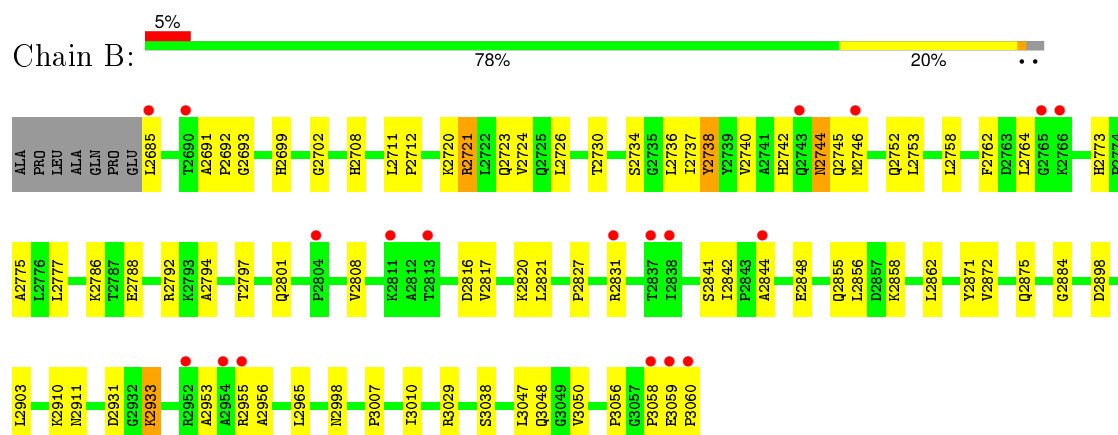 5%
Chain B:
78%
20%
ALA PRO LEU ALA GLN PRO GLU L2685 T2690 A2691 P2692 G2693 H2699 G2702 H2708 L2711 P2712 K2720 R2721 L2722 Q2723 V2724 Q2725 L2726 T2730 S2734 G2735 L2736 I2737 Y2738 Y2739 V2740 A2741 H2742 Q2743 N2744 Q2745 M2746 Q2752 L2753 L2758 F2762 D2763 L2764 G2765 K2766 H2773 P2774
A2775 L2776 L2777 K2786 T2787 E2788 R2792 K2793 A2794 T2797 Q2801 P2804 V2808 K2811 A2812 T2813 D2816 V2817 K2820 L2821 P2827 R2831 T2837 I2838 S2841 I2842 P2843 A2844 E2848 Q2855 L2856 D2857 K2858 L2862 Y2871 V2872 Q2875 G2884 D2898
L2903 K2910 N2911 D2931 G2932 K2933 R2952 A2953 A2954 R2955 A2956 L2965 N2998 P3007 I3010 R3029 S3038 L3047 Q3048 G3049 V3050 P3056 G3057 P3058 E3059 P3060